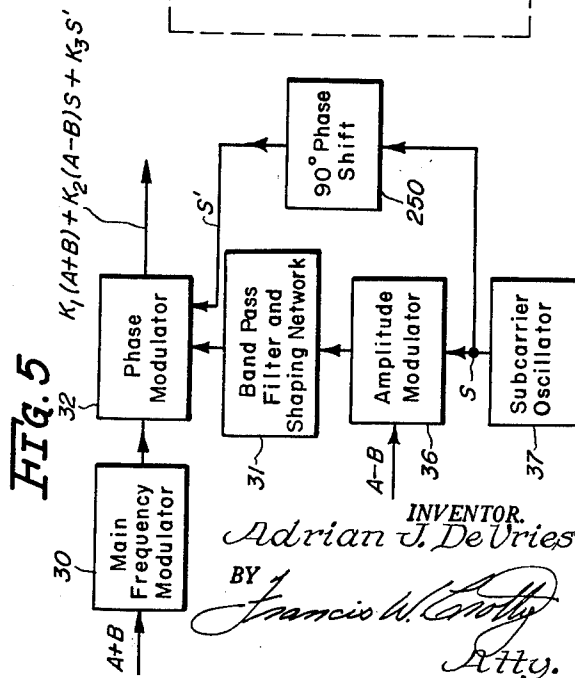 FIG. 5
K₁(A+B) + K₂(A-B)S + K₃S'
A+B
30
Main
Frequency
Modulator
32
Phase
Modulator
S'
31
Band Pass
Filter and
Shaping Network
90° Phase
Shift
250
A-B
Amplitude
Modulator
36
S
Subcarrier
Oscillator
37
INVENTOR.
Adrian J. De Vries
BY
Francis W. Crotty
Atty.